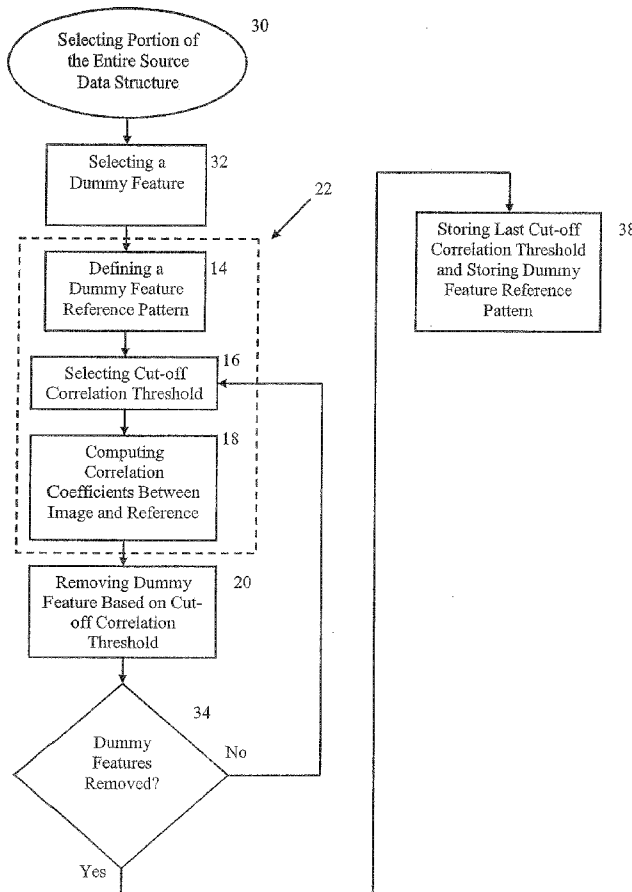 30
Selecting Portion of
the Entire Source
Data Structure
32
Selecting a
Dummy Feature
22
Defining a
Dummy Feature
Reference Pattern
14
16
Selecting Cut-off
Correlation Threshold
18
Computing
Correlation
Coefficients Between
Image and Reference
Removing Dummy
Feature Based on Cut-
off Correlation
Threshold
20
34
Dummy
Features
Removed?
No
Yes
Storing Last Cut-off
Correlation Threshold
and Storing Dummy
Feature Reference
Pattern
38